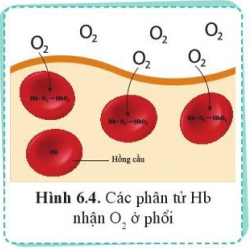 O₂ O₂ O₂ O₂ O₂
Hb+O₂→HbO₂
Hb+O₂→HbO₂
Hb+O₂→HbO₂
Hb
Hồng cầu
Hình 6.4. Các phân tử Hb
nhận O₂ ở phổi